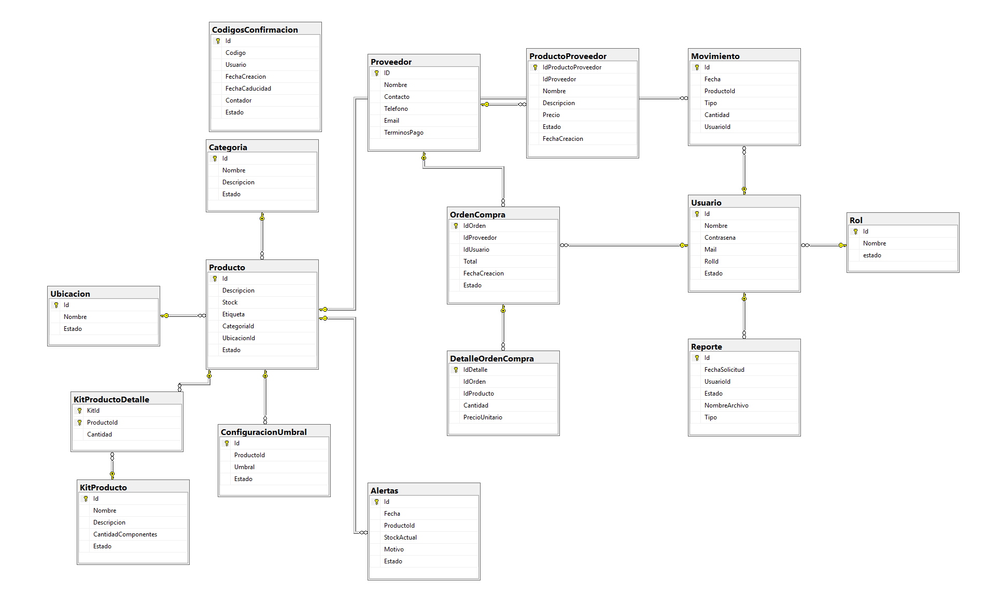 CodigosConfirmacion
Id
Codigo
Usuario
FechaCreacion
FechaCaducidad
Contador
Estado
Proveedor
ID
Nombre
Contacto
Telefono
Email
TerminosPago
ProductoProveedor
IdProductoProveedor
IdProveedor
Nombre
Descripcion
Precio
Estado
FechaCreacion
Movimiento
Id
Fecha
ProductoId
Tipo
Cantidad
UsuarioId
Categoria
Id
Nombre
Descripcion
Estado
OrdenCompra
IdOrden
IdProveedor
IdUsuario
Total
FechaCreacion
Estado
Usuario
Id
Nombre
Contrasena
Mail
RolId
Estado
Rol
Id
Nombre
estado
Producto
Id
Descripcion
Stock
Etiqueta
CategoriaId
UbicacionId
Estado
Ubicacion
Id
Nombre
Estado
DetalleOrdenCompra
IdDetalle
IdOrden
IdProducto
Cantidad
PrecioUnitario
Reporte
Id
FechaSolicitud
UsuarioId
Estado
NombreArchivo
Tipo
KitProductoDetalle
KitId
ProductoId
Cantidad
ConfiguracionUmbral
Id
ProductoId
Umbral
Estado
KitProducto
Id
Nombre
Descripcion
CantidadComponentes
Estado
Alertas
Id
Fecha
ProductoId
StockActual
Motivo
Estado